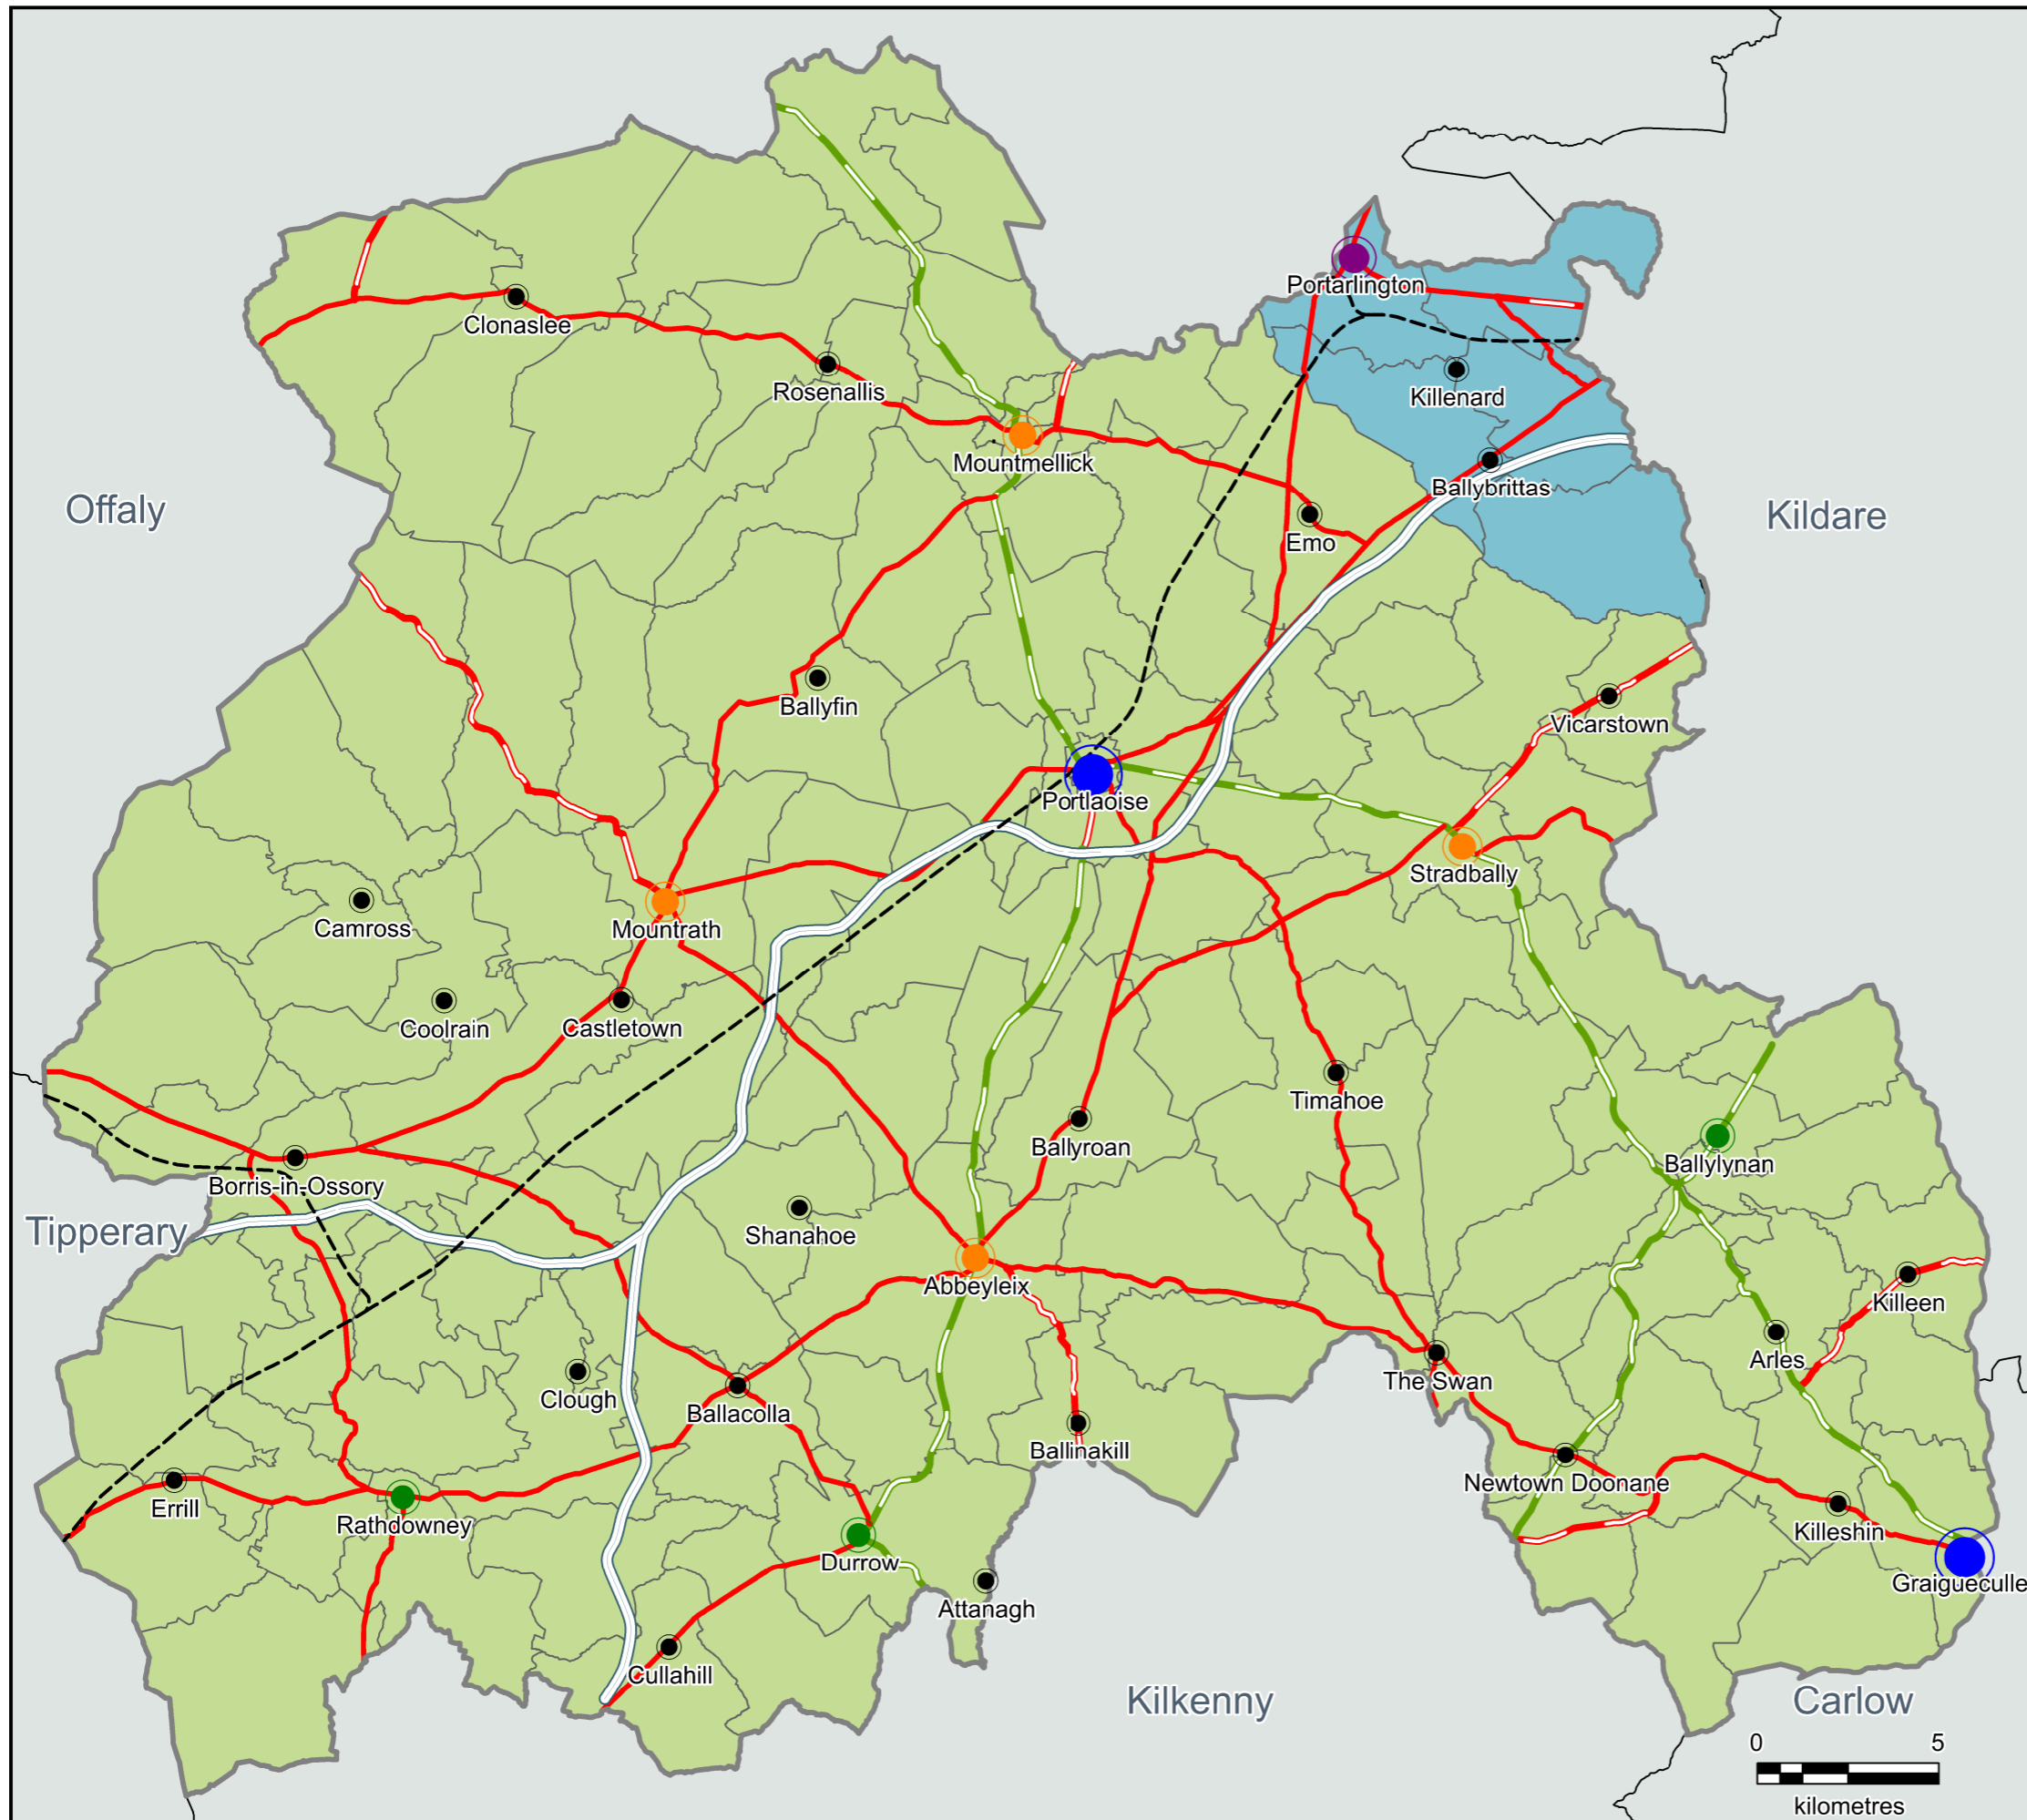 Portarlington
Clonaslee
Rosenallis
Killenard
Mountmellick
Ballybrittas
Offaly
Kildare
Emo
Ballyfin
Vicarstown
Portlaoise
Stradbally
Camross
Mountrath
Coolrain
Castletown
Timahoe
Ballyroan
Ballylynan
Borris-in-Ossory
Tipperary
Shanahoe
Abbeyleix
Killeen
Arles
The Swan
Clough
Ballacolla
Ballinakill
Newtown Doonane
Errill
Rathdowney
Killeshin
Durrow
Graigueculle
Attanagh
Cullahill
Kilkenny
Carlow
0 5
kilometres